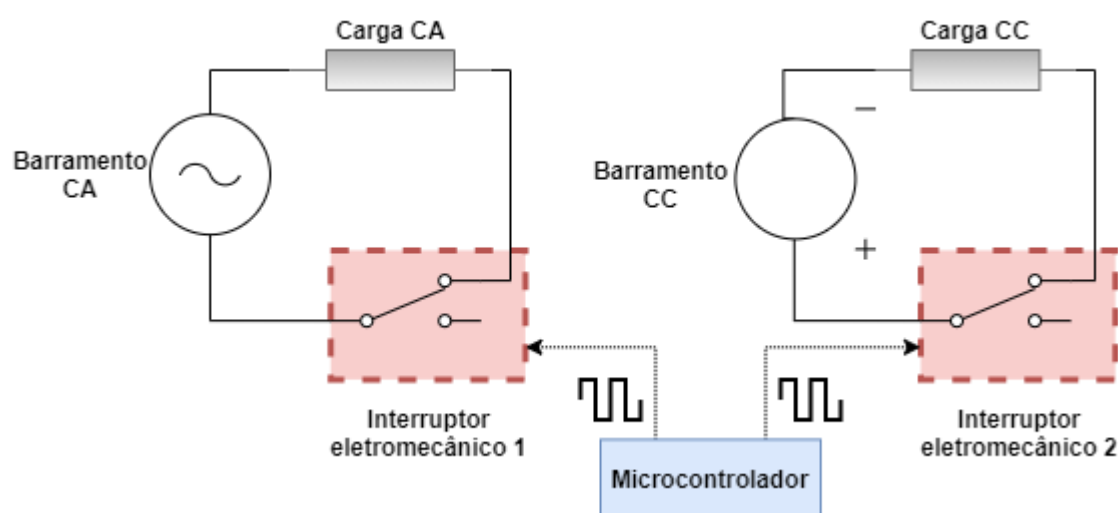 Carga CA
Carga CC
Barramento
CA
Barramento
CC
−
+
Interruptor
eletromecânico 1
Interruptor
eletromecânico 2
Microcontrolador